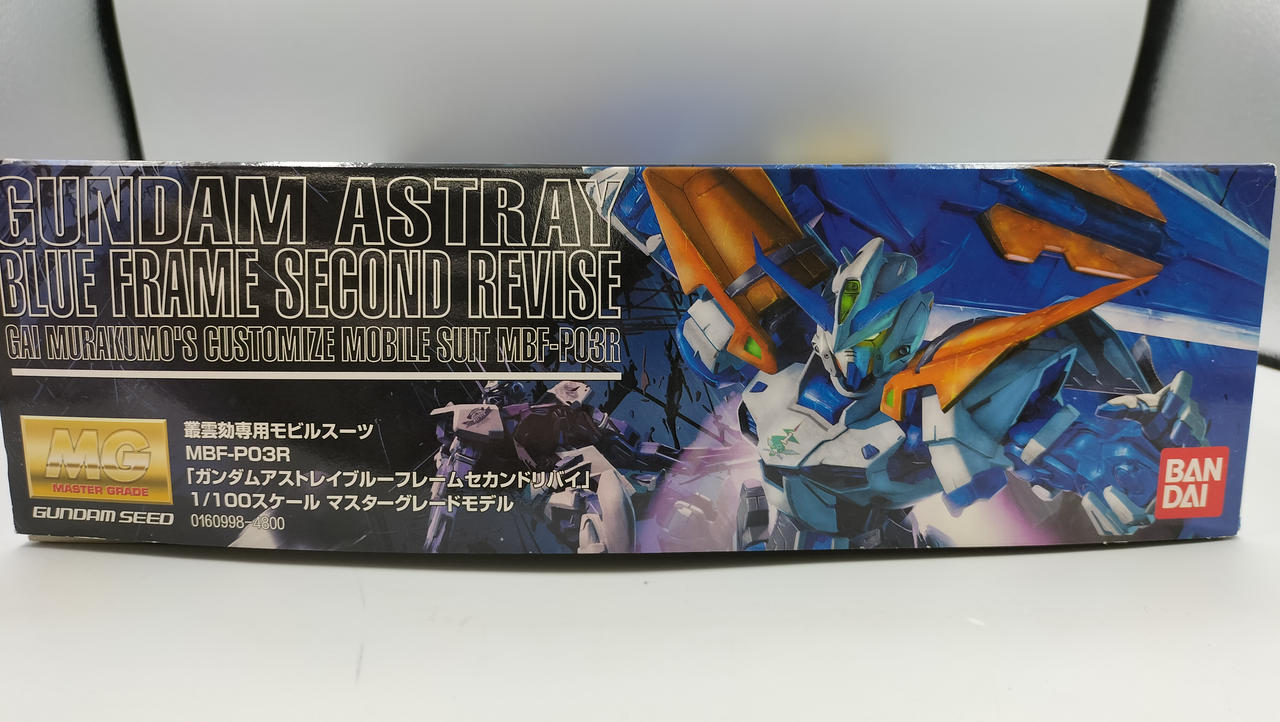 GUNDAM ASTRAY
BLUE FRAME SECOND REVISE
GAI MURAKUMO'S CUSTOMIZE MOBILE SUIT MBF-P03R
MG
MASTER GRADE
GUNDAM SEED
叢雲劾専用モビルスーツ
MBF-P03R
「ガンダムアストレイブルーフレームセカンドリバイ」
1/100スケール マスターグレードモデル
0160998-4800
BAN
DAI